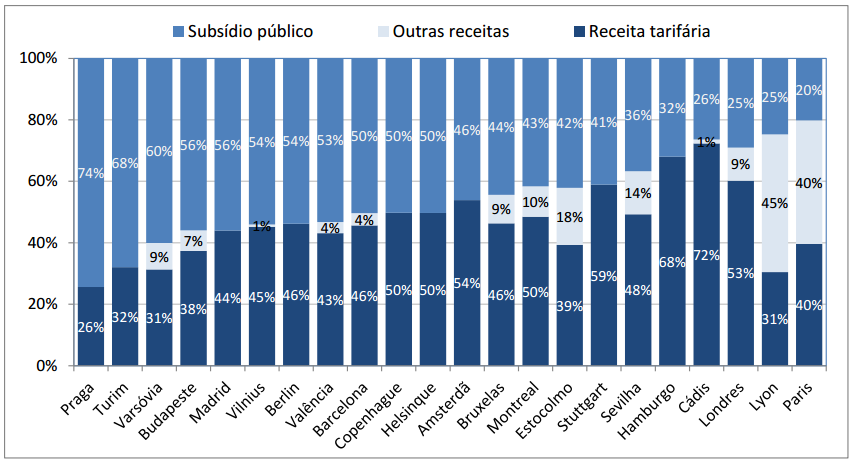 Subsídio público Outras receitas Receita tarifária
100%
80%
60%
40%
20%
0%
74% 68% 60% 56% 56% 54% 54% 53% 50% 50% 50% 46% 44% 43% 42% 41% 36% 32% 26% 25% 25% 20%
9% 7% 1% 4% 4% 9% 10% 18% 14% 1% 9% 45% 40%
26% 32% 31% 38% 44% 45% 46% 43% 46% 50% 50% 54% 46% 50% 39% 59% 48% 68% 72% 53% 31% 40%
Praga
Turim
Varsóvia
Budapeste
Madrid
Vilnius
Berlin
Valência
Barcelona
Copenhague
Helsinque
Amsterdã
Bruxelas
Montreal
Estocolmo
Stuttgart
Sevilha
Hamburgo
Cádis
Londres
Lyon
Paris